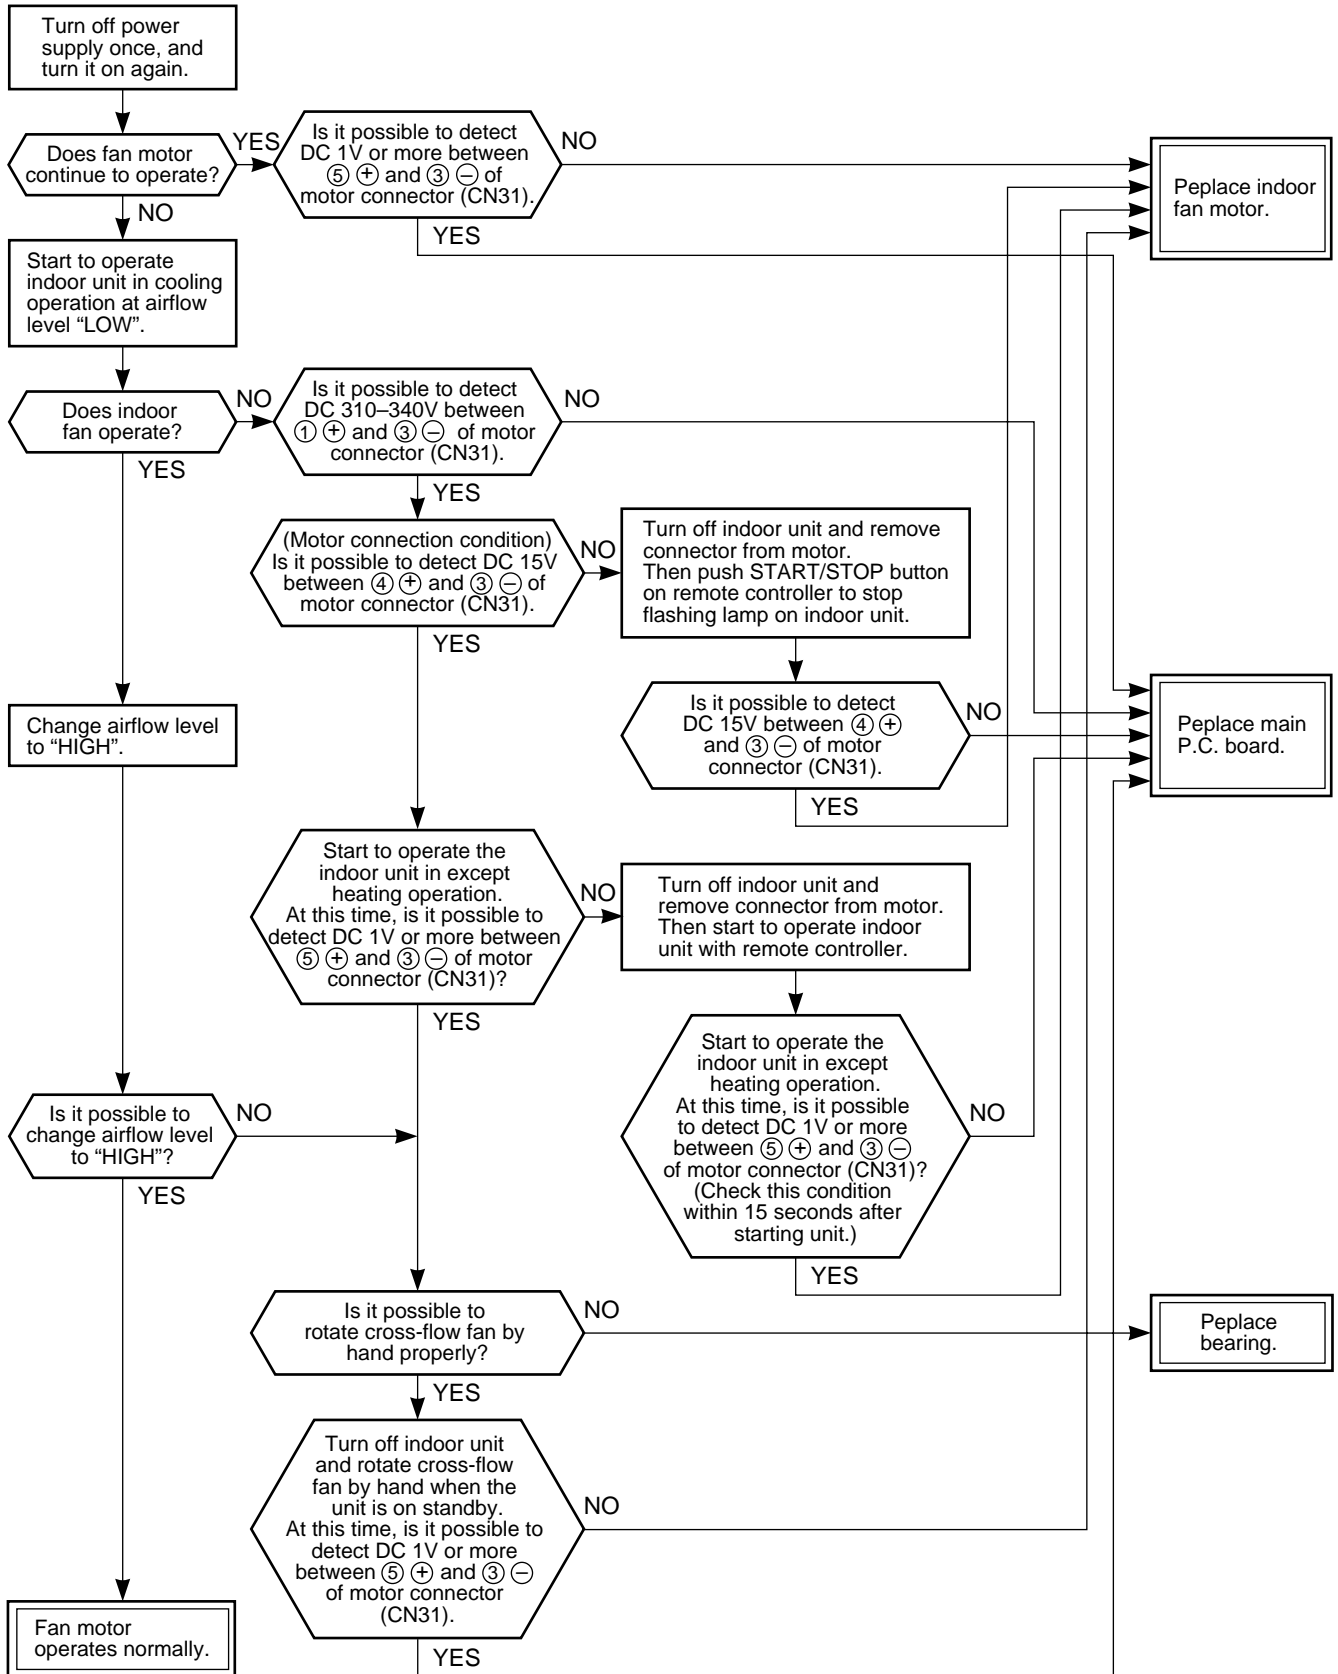 Turn off power
supply once, and
turn it on again.
Does fan motor
continue to operate?
YES
NO
Is it possible to detect
DC 1V or more between
⑤ ⊕ and ③ ⊖ of
motor connector (CN31).
NO
YES
Peplace indoor
fan motor.
Start to operate
indoor unit in cooling
operation at airflow
level “LOW”.
Does indoor
fan operate?
NO
YES
Is it possible to detect
DC 310–340V between
① ⊕ and ③ ⊖ of motor
connector (CN31).
NO
YES
(Motor connection condition)
Is it possible to detect DC 15V
between ④ ⊕ and ③ ⊖ of
motor connector (CN31).
NO
YES
Turn off indoor unit and remove
connector from motor.
Then push START/STOP button
on remote controller to stop
flashing lamp on indoor unit.
Is it possible to detect
DC 15V between ④ ⊕
and ③ ⊖ of motor
connector (CN31).
NO
YES
Peplace main
P.C. board.
Change airflow level
to “HIGH”.
Start to operate the
indoor unit in except
heating operation.
At this time, is it possible to
detect DC 1V or more between
⑤ ⊕ and ③ ⊖ of motor
connector (CN31)?
NO
YES
Turn off indoor unit and
remove connector from motor.
Then start to operate indoor
unit with remote controller.
Start to operate the
indoor unit in except
heating operation.
At this time, is it possible
to detect DC 1V or more
between ⑤ ⊕ and ③ ⊖
of motor connector (CN31)?
(Check this condition
within 15 seconds after
starting unit.)
NO
YES
Is it possible to
change airflow level
to “HIGH”?
NO
YES
Is it possible to
rotate cross-flow fan by
hand properly?
NO
YES
Peplace
bearing.
Turn off indoor unit
and rotate cross-flow
fan by hand when the
unit is on standby.
At this time, is it possible to
detect DC 1V or more
between ⑤ ⊕ and ③ ⊖
of motor connector
(CN31).
NO
YES
Fan motor
operates normally.